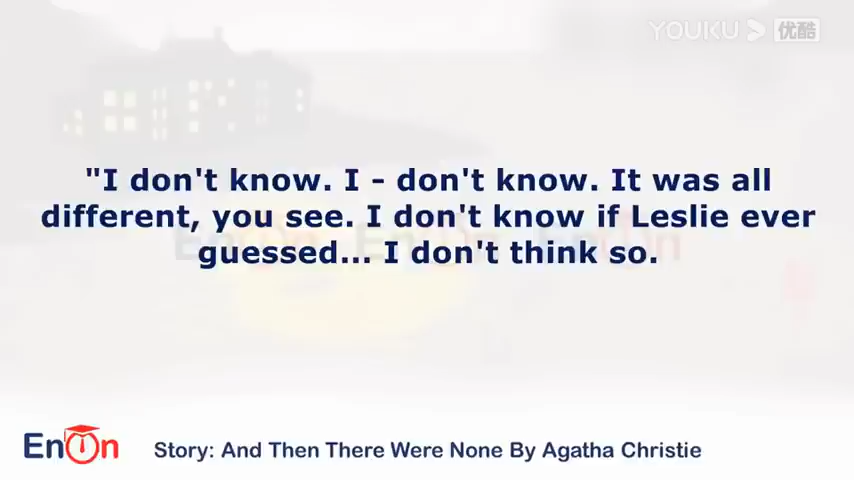 YOUKU 优酷
"I don't know. I - don't know. It was all
different, you see. I don't know if Leslie ever
guessed... I don't think so.
EnOn
Story: And Then There Were None By Agatha Christie